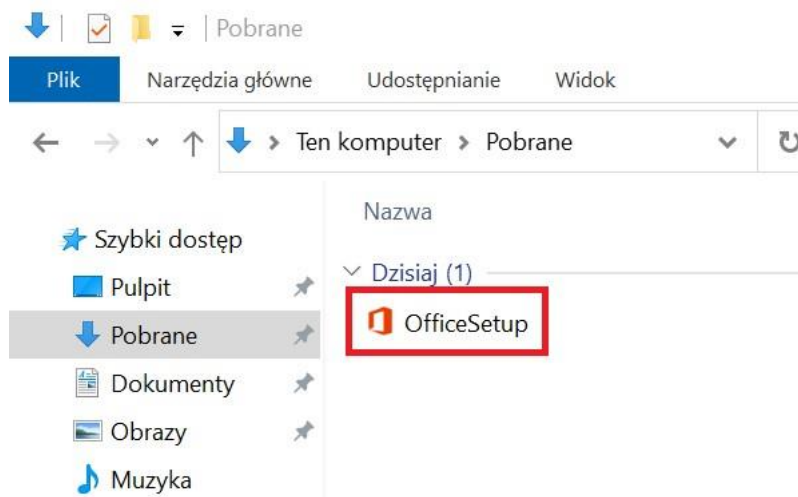 Pobrane
Plik Narzędzia główne Udostępnianie Widok
Ten komputer > Pobrane
Nazwa
Szybki dostęp
Dzisiaj (1)
Pulpit
OfficeSetup
Pobrane
Dokumenty
Obrazy
Muzyka